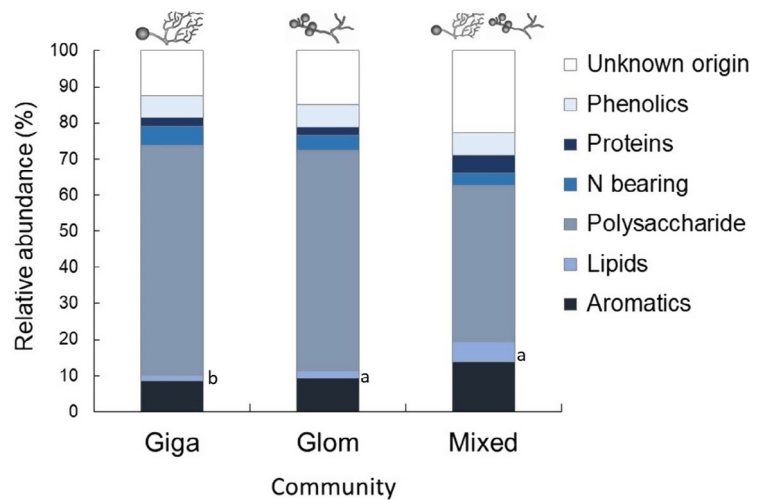 Relative abundance (%)
100
90
80
70
60
50
40
30
20
10
0
b
a
a
Giga
Glom
Mixed
Community
Unknown origin
Phenolics
Proteins
N bearing
Polysaccharide
Lipids
Aromatics